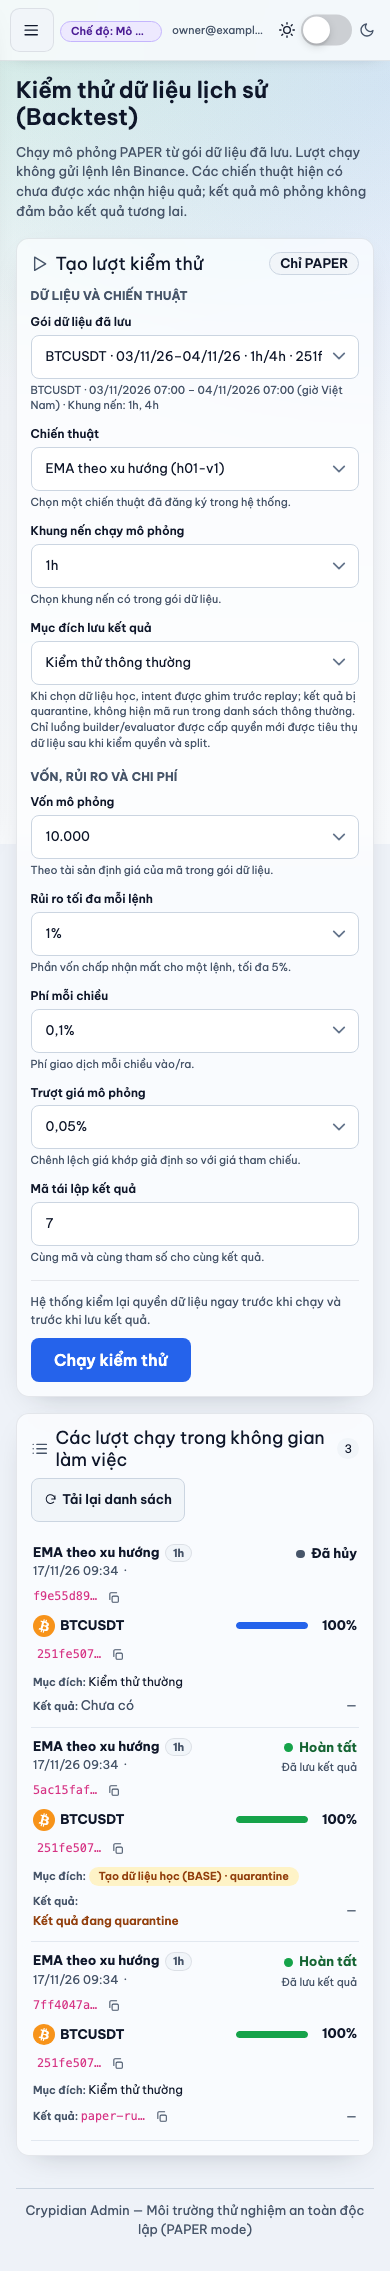 Chế độ: Mô ...
owner@exampl...
Kiểm thử dữ liệu lịch sử
(Backtest)
Chạy mô phỏng PAPER từ gói dữ liệu đã lưu. Lượt chạy
không gửi lệnh lên Binance. Các chiến thuật hiện có
chưa được xác nhận hiệu quả; kết quả mô phỏng không
đảm bảo kết quả tương lai.
Tạo lượt kiểm thử
Chỉ PAPER
DỮ LIỆU VÀ CHIẾN THUẬT
Gói dữ liệu đã lưu
BTCUSDT · 03/11/26–04/11/26 · 1h/4h · 251f
BTCUSDT · 03/11/2026 07:00 – 04/11/2026 07:00 (giờ Việt
Nam) · Khung nến: 1h, 4h
Chiến thuật
EMA theo xu hướng (h01-v1)
Chọn một chiến thuật đã đăng ký trong hệ thống.
Khung nến chạy mô phỏng
1h
Chọn khung nến có trong gói dữ liệu.
Mục đích lưu kết quả
Kiểm thử thông thường
Khi chọn dữ liệu học, intent được ghim trước replay; kết quả bị
quarantine, không hiện mã run trong danh sách thông thường.
Chỉ luồng builder/evaluator được cấp quyền mới được tiêu thụ
dữ liệu sau khi kiểm quyền và split.
VỐN, RỦI RO VÀ CHI PHÍ
Vốn mô phỏng
10.000
Theo tài sản định giá của mã trong gói dữ liệu.
Rủi ro tối đa mỗi lệnh
1%
Phần vốn chấp nhận mất cho một lệnh, tối đa 5%.
Phí mỗi chiều
0,1%
Phí giao dịch mỗi chiều vào/ra.
Trượt giá mô phỏng
0,05%
Chênh lệch giá khớp giả định so với giá tham chiếu.
Mã tái lập kết quả
7
Cùng mã và cùng tham số cho cùng kết quả.
Hệ thống kiểm lại quyền dữ liệu ngay trước khi chạy và
trước khi lưu kết quả.
Chạy kiểm thử
Các lượt chạy trong không gian
làm việc
3
Tải lại danh sách
EMA theo xu hướng 1h
Đã hủy
17/11/26 09:34 ·
f9e55d89…
BTCUSDT
100%
251fe507…
Mục đích: Kiểm thử thông thường
Kết quả: Chưa có
—
EMA theo xu hướng 1h
Hoàn tất
17/11/26 09:34 ·
Đã lưu kết quả
5ac15faf…
BTCUSDT
100%
251fe507…
Mục đích: Tạo dữ liệu học (BASE) · quarantine
Kết quả:
Kết quả đang quarantine
—
EMA theo xu hướng 1h
Hoàn tất
17/11/26 09:34 ·
Đã lưu kết quả
7ff4047a…
BTCUSDT
100%
251fe507…
Mục đích: Kiểm thử thông thường
Kết quả: paper-ru…
—
Crypidian Admin — Môi trường thử nghiệm an toàn độc
lập (PAPER mode)